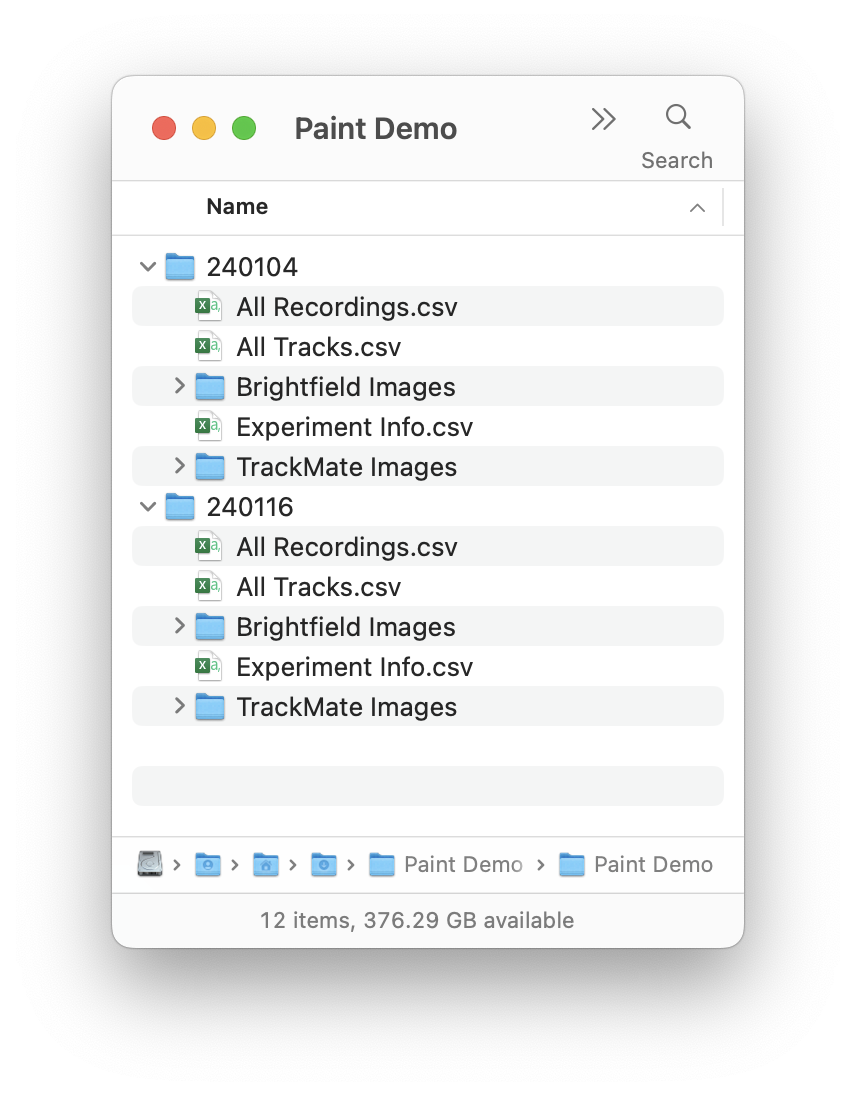 Paint Demo
Search
Name
240104
All Recordings.csv
All Tracks.csv
Brightfield Images
Experiment Info.csv
TrackMate Images
240116
All Recordings.csv
All Tracks.csv
Brightfield Images
Experiment Info.csv
TrackMate Images
Paint Demo › Paint Demo
12 items, 376.29 GB available